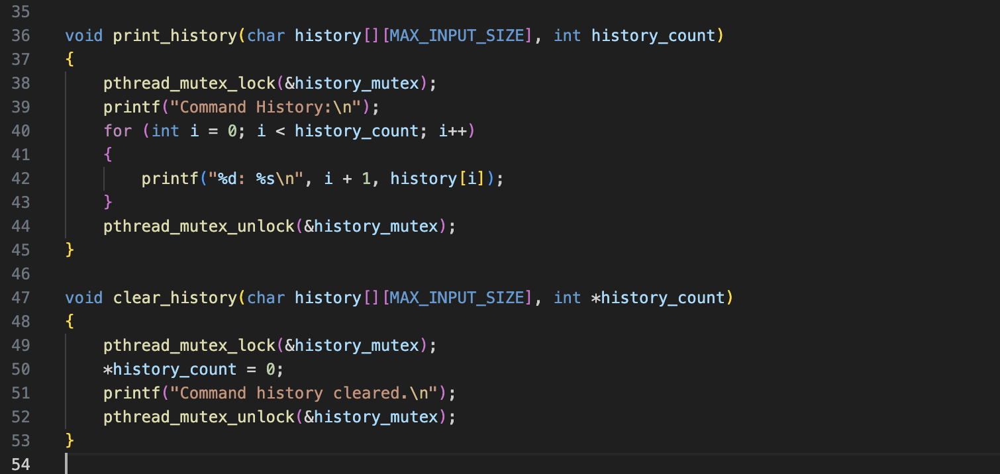 35
36 void print_history(char history[][MAX_INPUT_SIZE], int history_count)
37 {
38     pthread_mutex_lock(&history_mutex);
39     printf("Command History:\n");
40     for (int i = 0; i < history_count; i++)
41     {
42         printf("%d: %s\n", i + 1, history[i]);
43     }
44     pthread_mutex_unlock(&history_mutex);
45 }
46
47 void clear_history(char history[][MAX_INPUT_SIZE], int *history_count)
48 {
49     pthread_mutex_lock(&history_mutex);
50     *history_count = 0;
51     printf("Command history cleared.\n");
52     pthread_mutex_unlock(&history_mutex);
53 }
54